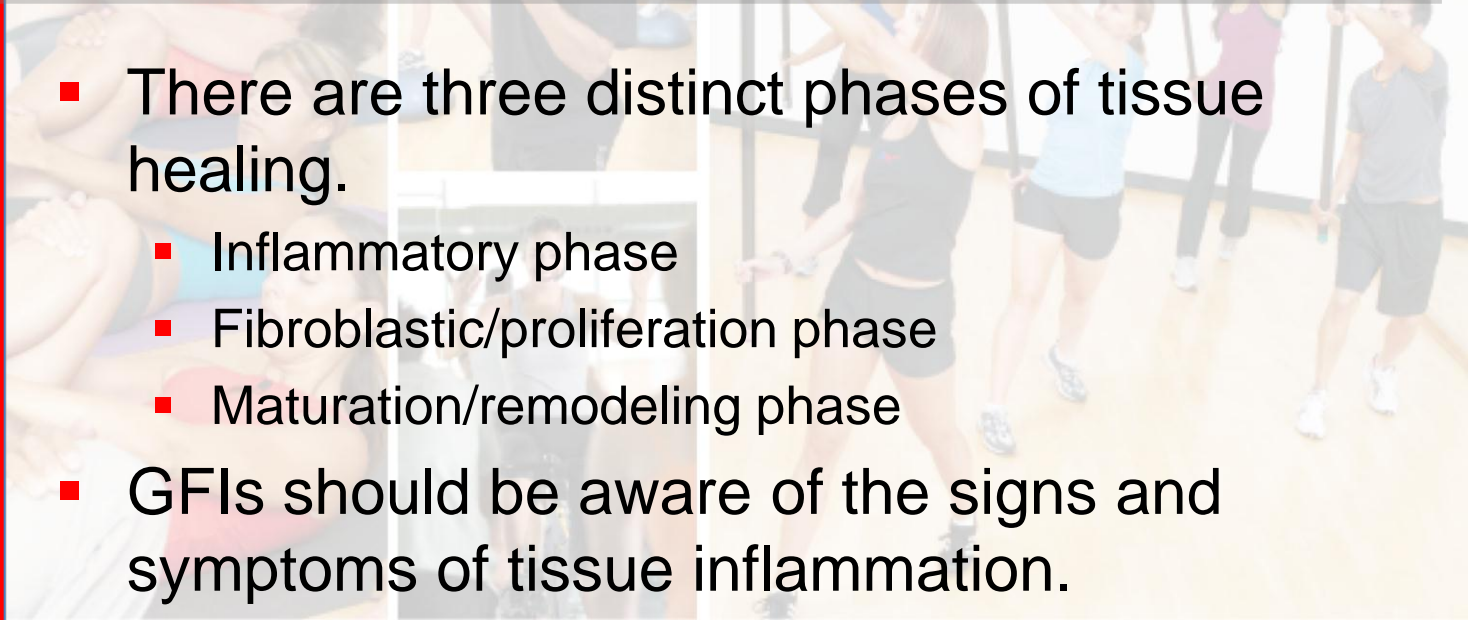 There are three distinct phases of tissue
healing.
Inflammatory phase
Fibroblastic/proliferation phase
Maturation/remodeling phase
GFIs should be aware of the signs and
symptoms of tissue inflammation.